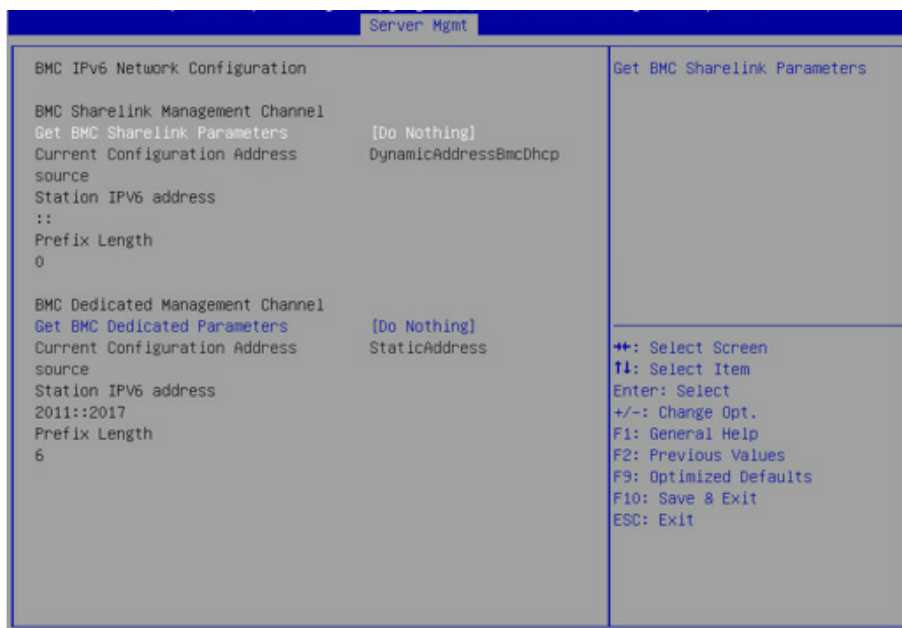 Server Mgmt
BMC IPv6 Network Configuration
BMC Sharelink Management Channel
Get BMC Sharelink Parameters [Do Nothing]
Current Configuration Address DynamicAddressBmcDhcp
source
Station IPV6 address
::
Prefix Length
0
BMC Dedicated Management Channel
Get BMC Dedicated Parameters [Do Nothing]
Current Configuration Address StaticAddress
source
Station IPV6 address
2011::2017
Prefix Length
6
Get BMC Sharelink Parameters
→←: Select Screen
↑↓: Select Item
Enter: Select
+/-: Change Opt.
F1: General Help
F2: Previous Values
F9: Optimized Defaults
F10: Save & Exit
ESC: Exit